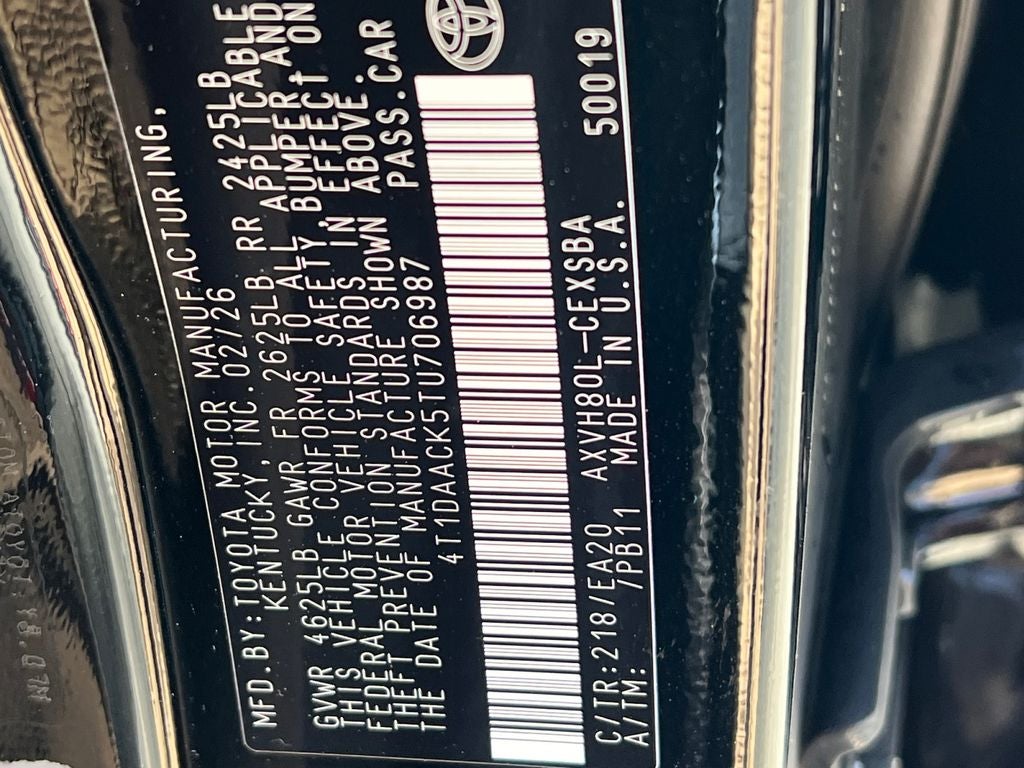 MFD.BY:TOYOTA MOTOR MANUFACTURING,
KENTUCKY, INC. 02/26
GVWR 4625LB GAWR FR 2625LB RR 2425LB
THIS VEHICLE CONFORMS TO ALL APPLICABLE
FEDERAL MOTOR VEHICLE SAFETY, BUMPER, AND
THEFT PREVENTION STANDARDS IN EFFECT ON
THE DATE OF MANUFACTURE SHOWN ABOVE.
4T1DAACK5TU706987 PASS.CAR
C/TR:218/EA20 AXVH80L-CEXSBA
A/TM: /PB11 MADE IN U.S.A. 50019